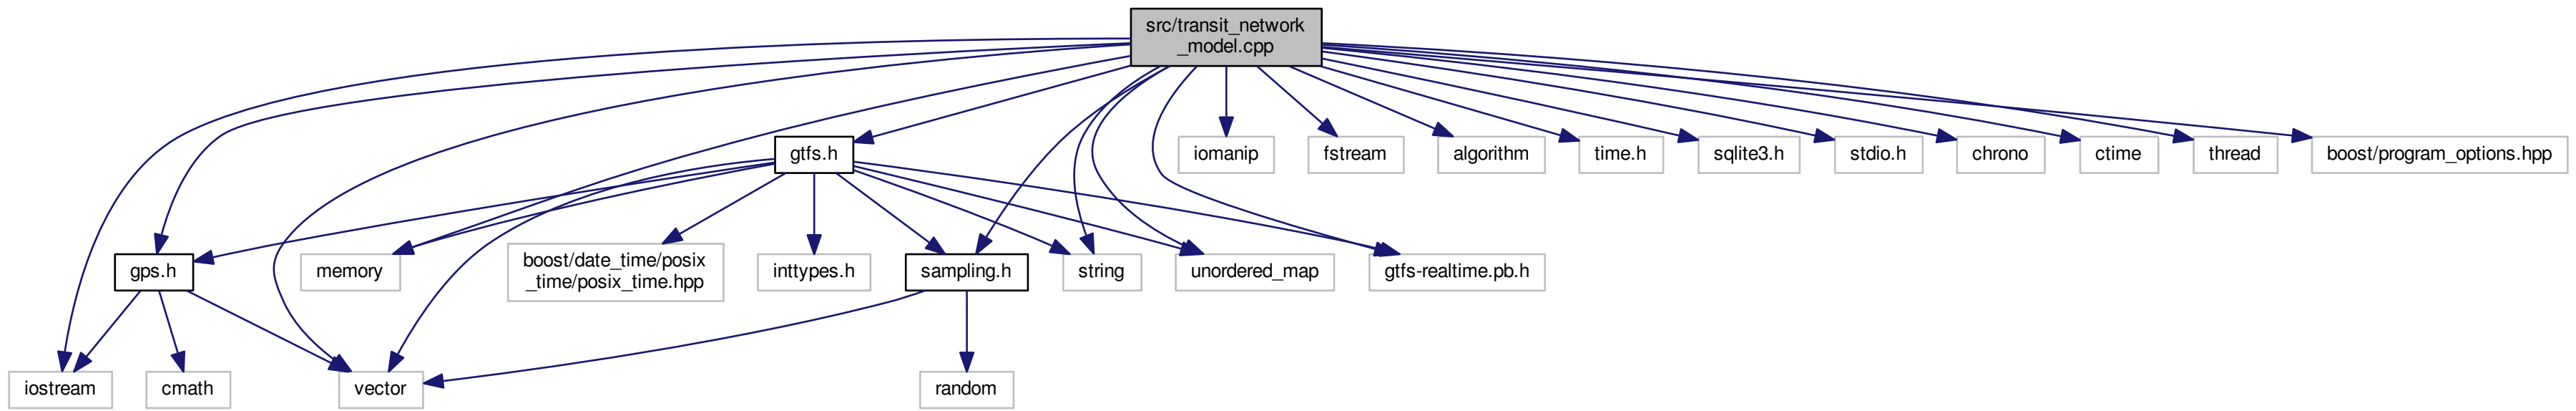 src/transit_network
_model.cpp
gtfs.h
iomanip
fstream
algorithm
time.h
sqlite3.h
stdio.h
chrono
ctime
thread
boost/program_options.hpp
gps.h
memory
boost/date_time/posix
_time/posix_time.hpp
inttypes.h
sampling.h
string
unordered_map
gtfs-realtime.pb.h
iostream
cmath
vector
random